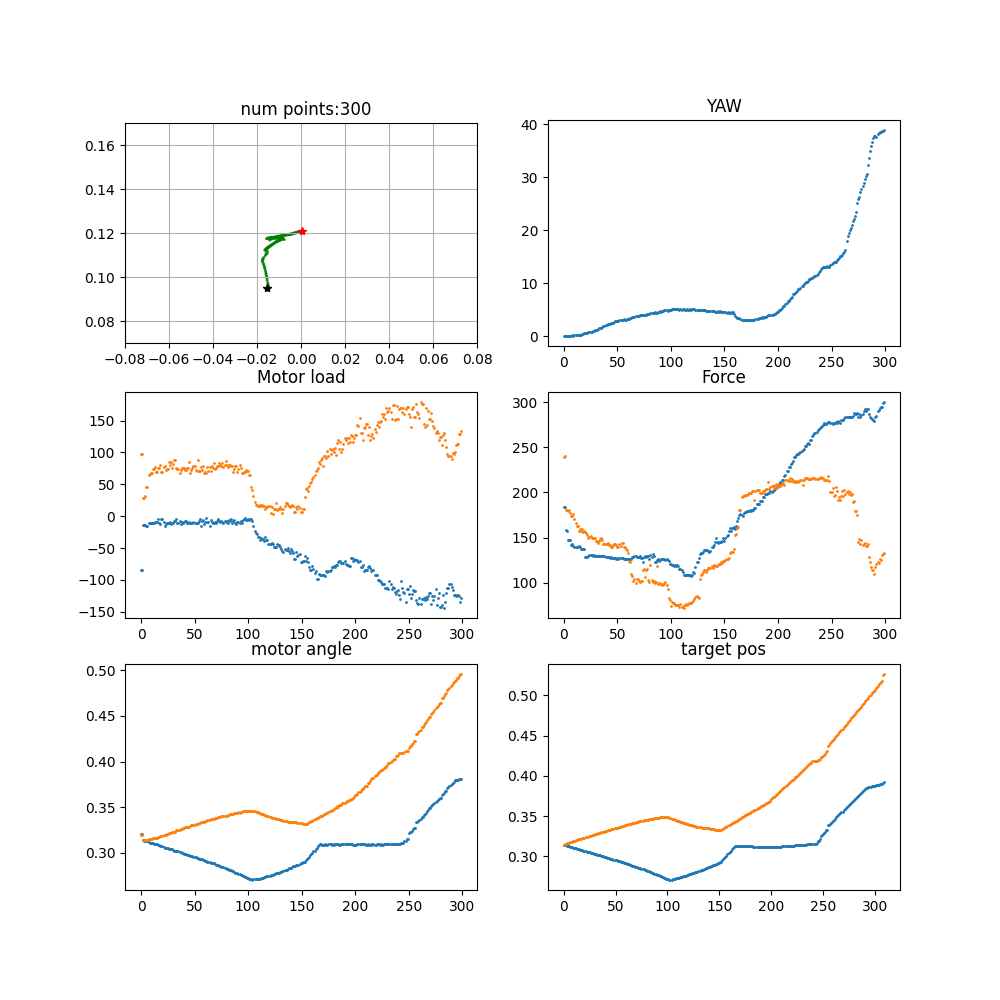 num points:300
0.16
0.14
0.12
0.10
0.08
−0.08 −0.06 −0.04 −0.02 0.00 0.02 0.04 0.06 0.08
YAW
40
30
20
10
0
0 50 100 150 200 250 300
Motor load
150
100
50
0
−50
−100
−150
0 50 100 150 200 250 300
Force
300
250
200
150
100
0 50 100 150 200 250 300
motor angle
0.50
0.45
0.40
0.35
0.30
0 50 100 150 200 250 300
target pos
0.50
0.45
0.40
0.35
0.30
0 50 100 150 200 250 300